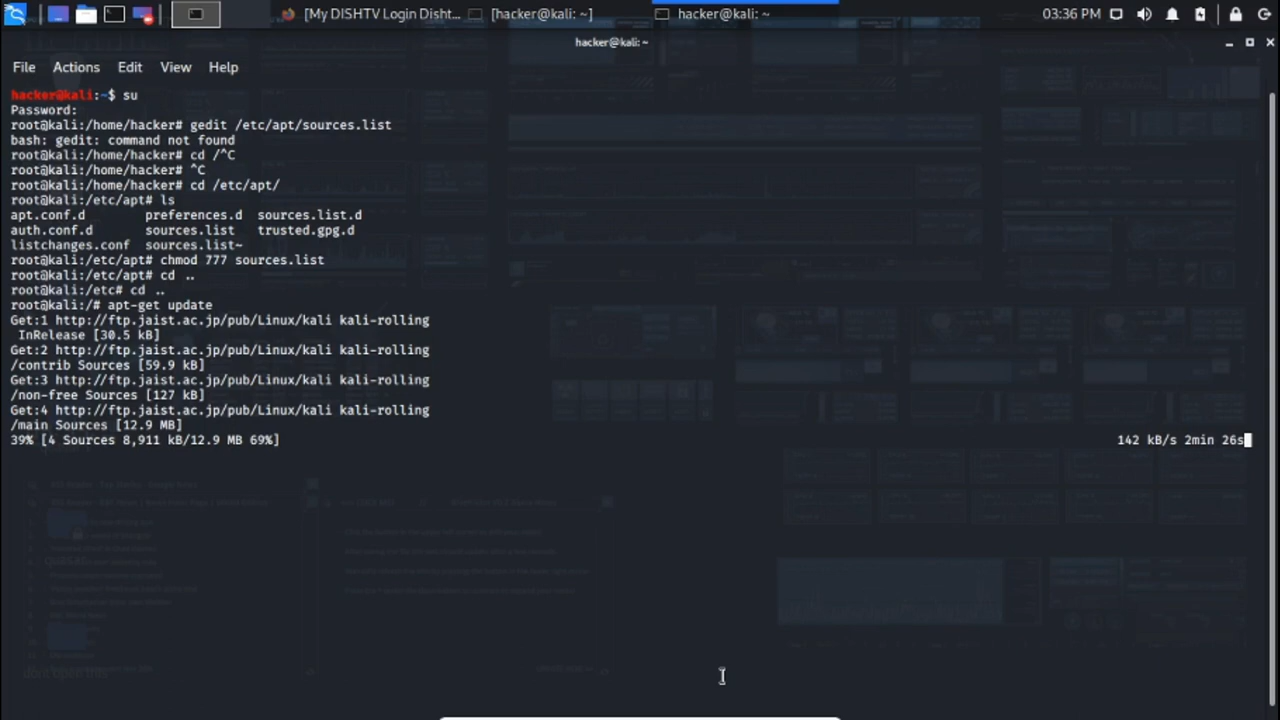 [My DISHTV Login Disht...
[hacker@kali: ~]
hacker@kali: ~
03:36 PM
hacker@kali: ~
File Actions Edit View Help
hacker@kali:~$ su
Password:
root@kali:/home/hacker# gedit /etc/apt/sources.list
bash: gedit: command not found
root@kali:/home/hacker# cd /^C
root@kali:/home/hacker# ^C
root@kali:/home/hacker# cd /etc/apt/
root@kali:/etc/apt# ls
apt.conf.d preferences.d sources.list.d
auth.conf.d sources.list trusted.gpg.d
listchanges.conf sources.list~
root@kali:/etc/apt# chmod 777 sources.list
root@kali:/etc/apt# cd ..
root@kali:/etc# cd ..
root@kali:/# apt-get update
Get:1 http://ftp.jaist.ac.jp/pub/Linux/kali kali-rolling
InRelease [30.5 kB]
Get:2 http://ftp.jaist.ac.jp/pub/Linux/kali kali-rolling
/contrib Sources [59.9 kB]
Get:3 http://ftp.jaist.ac.jp/pub/Linux/kali kali-rolling
/non-free Sources [127 kB]
Get:4 http://ftp.jaist.ac.jp/pub/Linux/kali kali-rolling
/main Sources [12.9 MB]
39% [4 Sources 8,911 kB/12.9 MB 69%] 142 kB/s 2min 26s